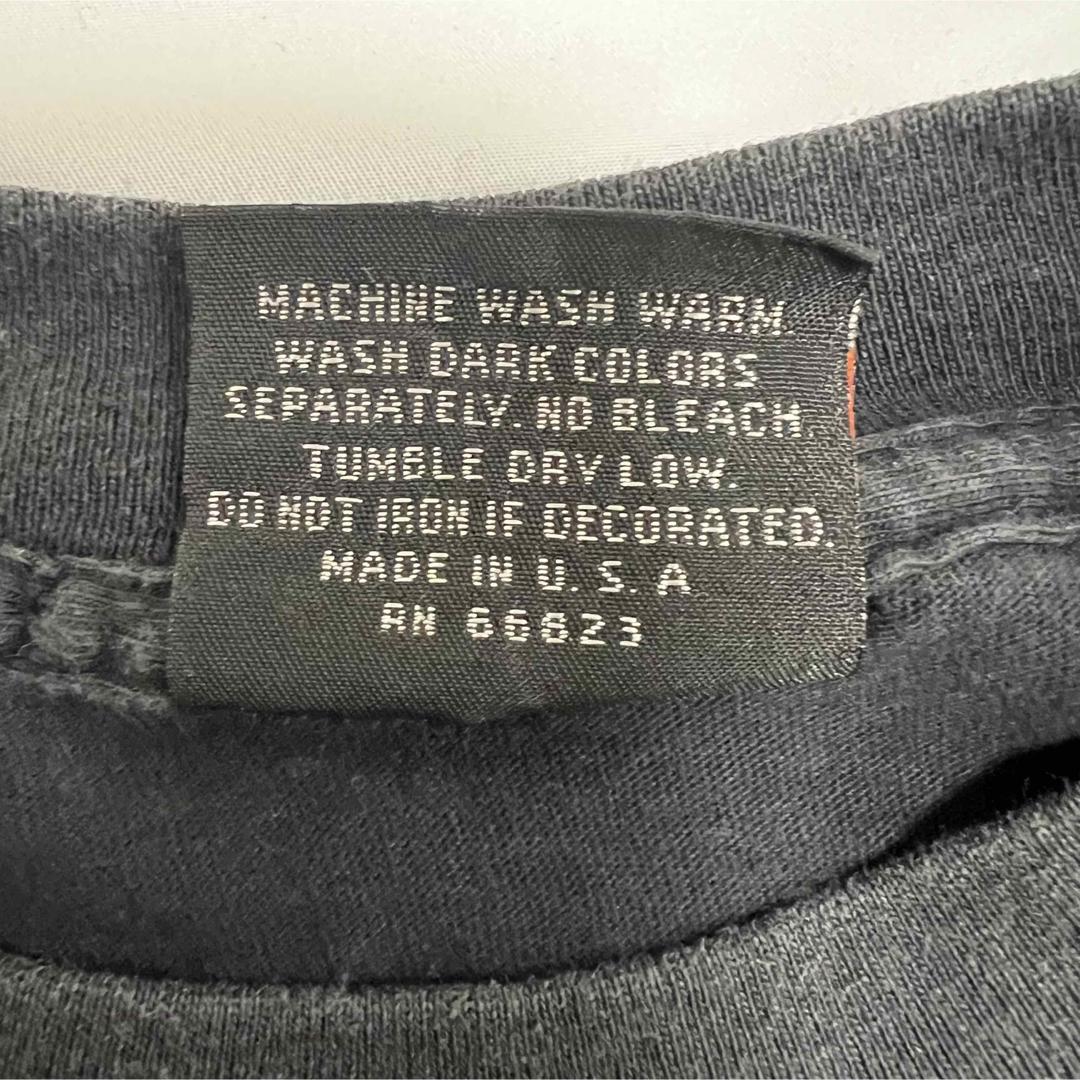 MACHINE WASH WARM.
WASH DARK COLORS
SEPARATELY. NO BLEACH.
TUMBLE DRY LOW.
DO NOT IRON IF DECORATED.
MADE IN U.S.A
RN 66823